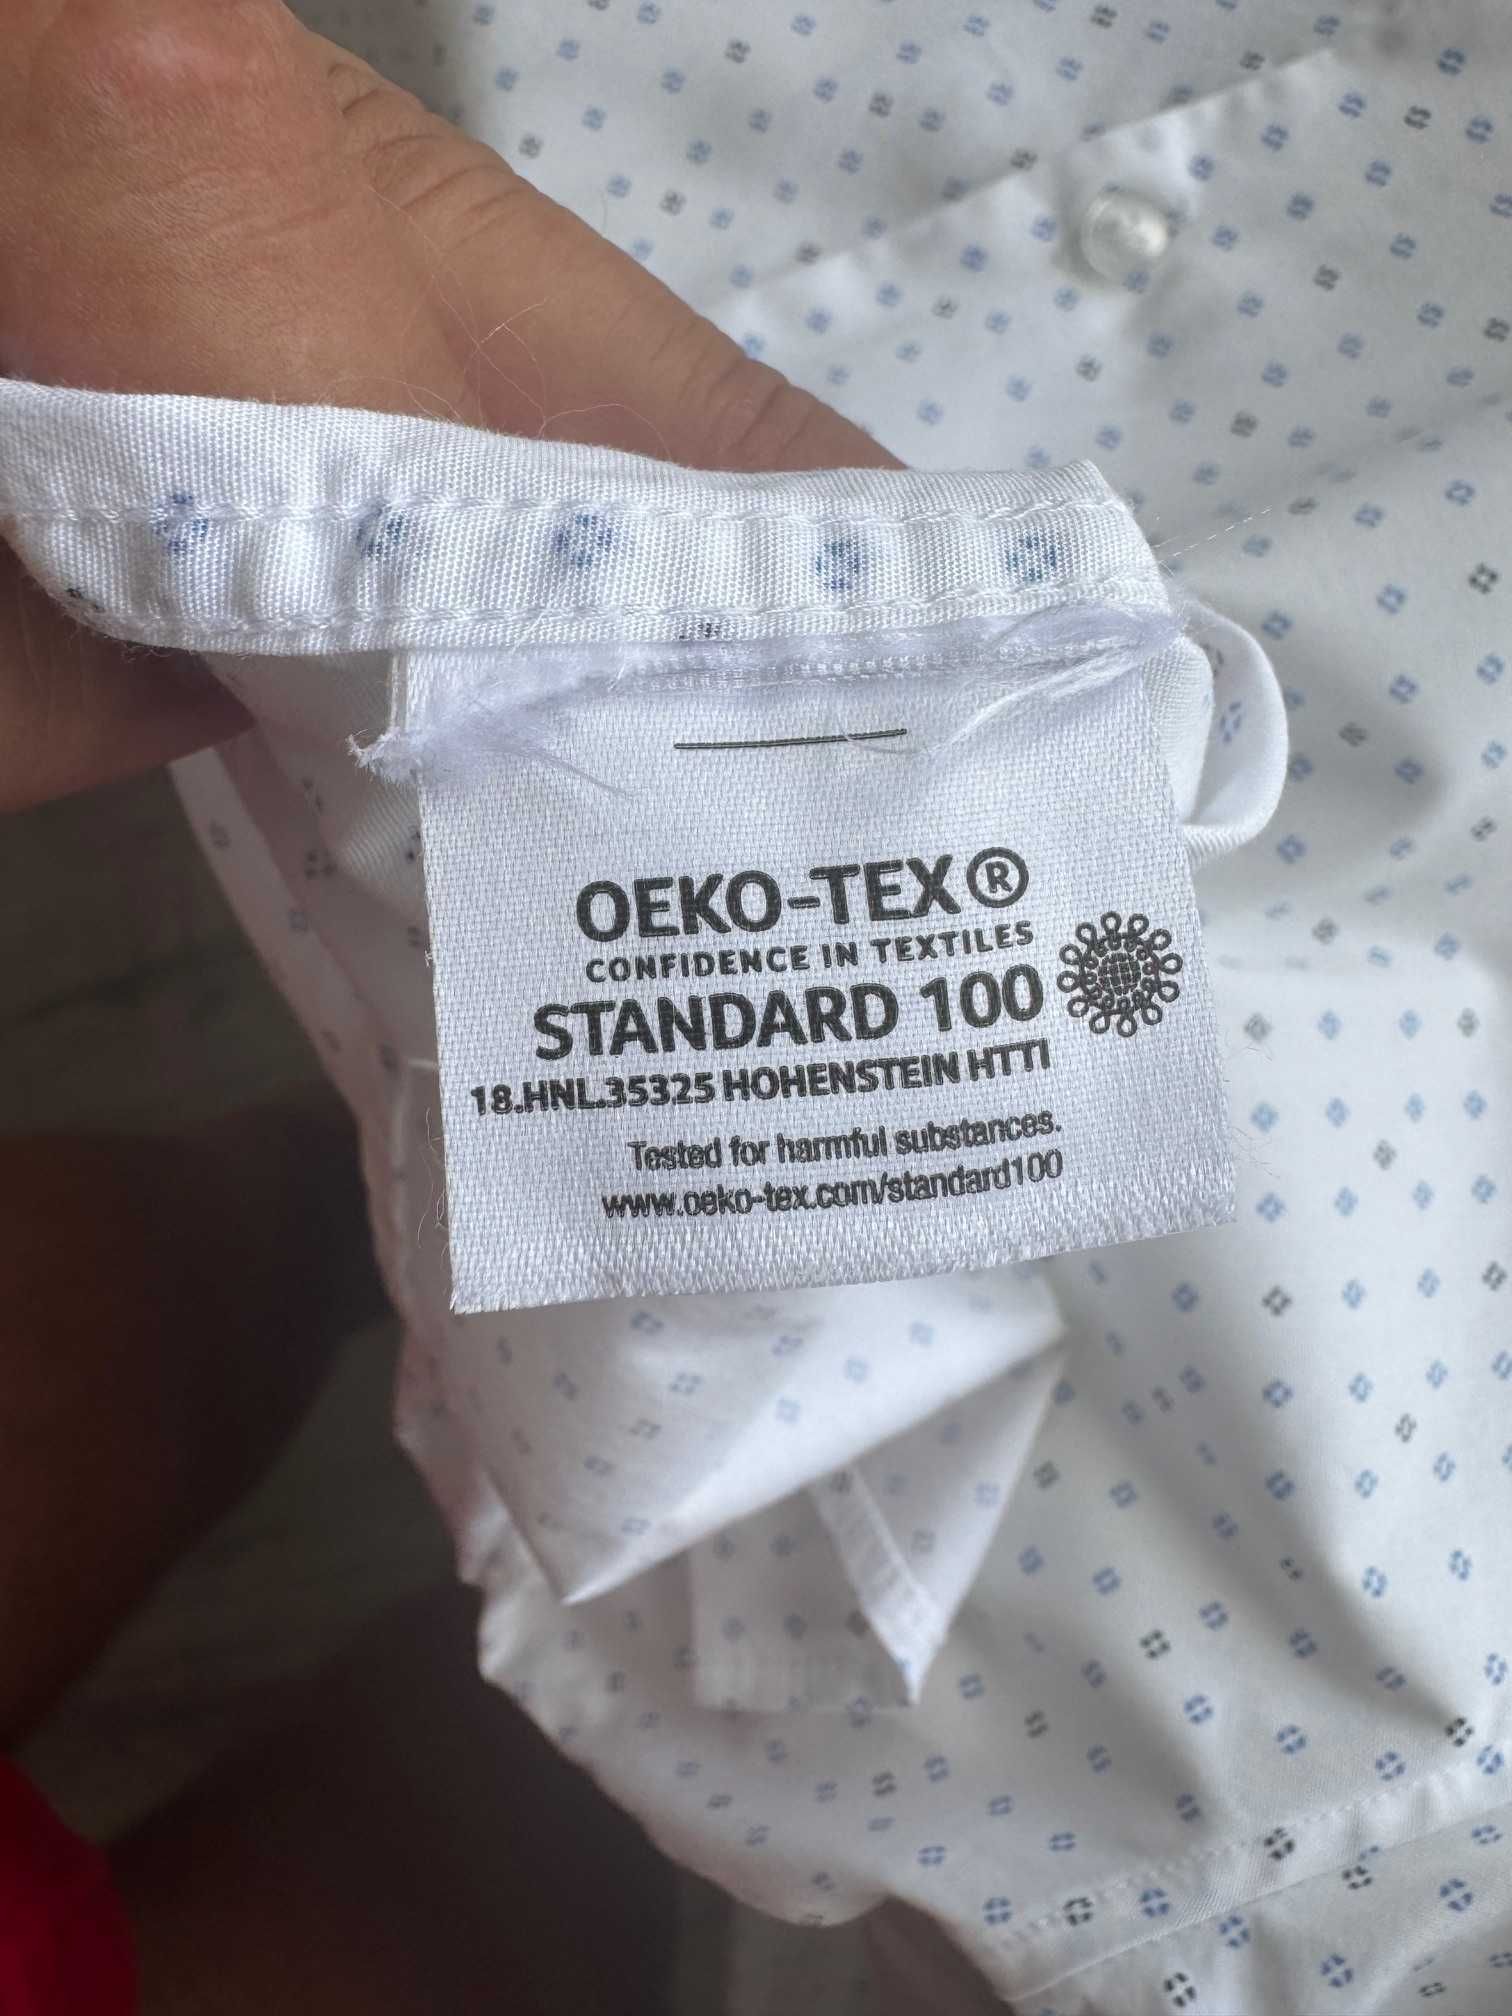 OEKO-TEX®
CONFIDENCE IN TEXTILES
STANDARD 100
18.HNL.35325 HOHENSTEIN HTTI
Tested for harmful substances.
www.oeko-tex.com/standard100